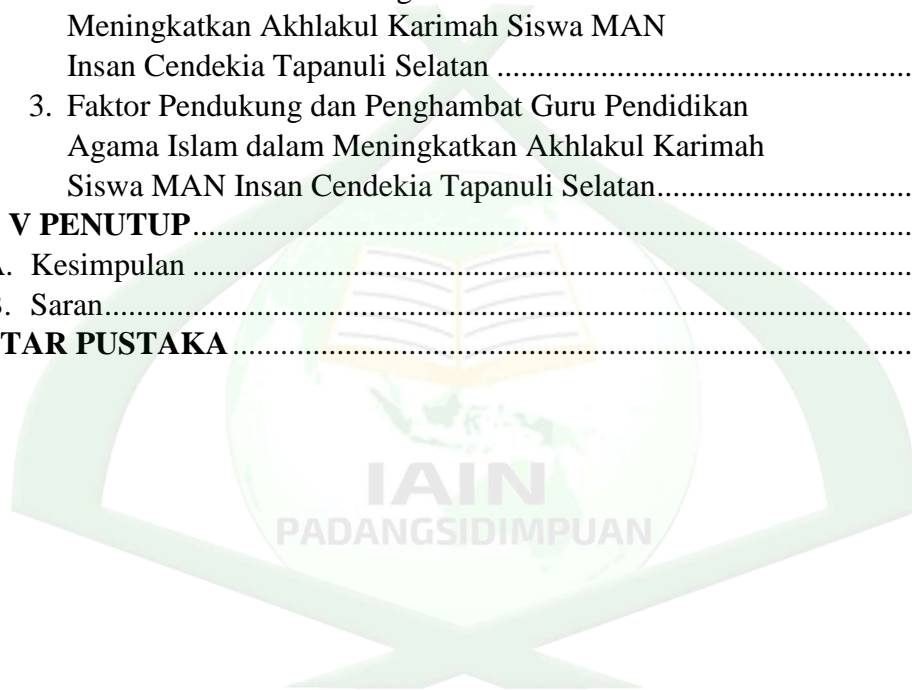 Meningkatkan Akhlakul Karimah Siswa MAN
Insan Cendekia Tapanuli Selatan ....................................................
3. Faktor Pendukung dan Penghambat Guru Pendidikan
Agama Islam dalam Meningkatkan Akhlakul Karimah
Siswa MAN Insan Cendekia Tapanuli Selatan................................
V PENUTUP..........................................................................................
. Kesimpulan ...........................................................................................
. Saran.....................................................................................................
TAR PUSTAKA.....................................................................................
IAIN
PADANGSIDIMPUAN